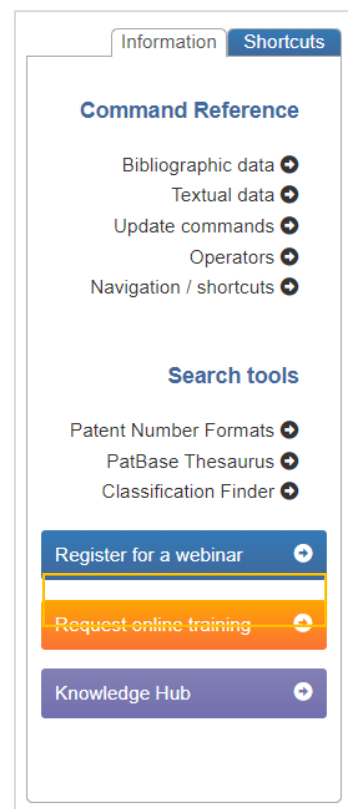 Information Shortcuts
Command Reference
Bibliographic data
Textual data
Update commands
Operators
Navigation / shortcuts
Search tools
Patent Number Formats
PatBase Thesaurus
Classification Finder
Register for a webinar
Request online training
Knowledge Hub